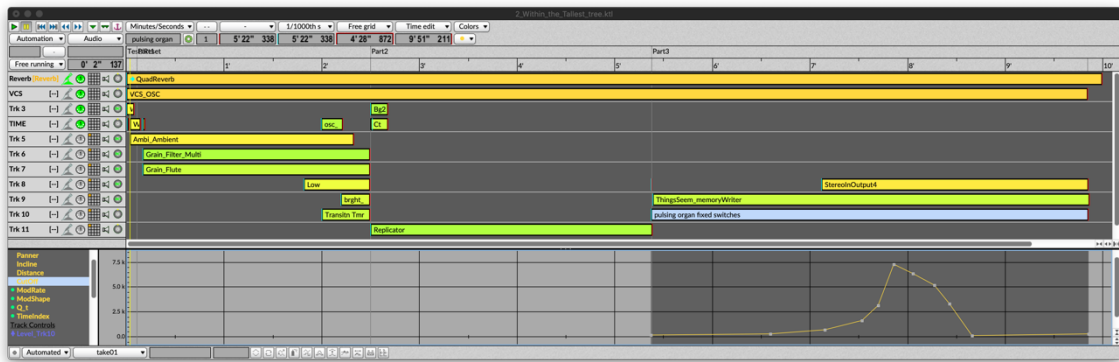 2_Within_the_Tallest_tree.ktl
Minutes/Seconds
- -
-
1/1000th s
Free grid
Time edit
Colors
Automation
Audio
pulsing organ
1
5' 22" 338
5' 22" 338
4' 28" 872
9' 51" 211
Part2
Part3
Free running
0' 2" 137
1' 2' 3' 4' 5' 6' 7' 8' 9' 10'
Reverb [Reverb]
QuadReverb
VCS [--]
VCS_OSC
Trk 3 [--]
Bg2
TIME [--]
osc_
Ct
Trk 5 [--]
Ambi_Ambient
Trk 6 [--]
Grain_Filter_Multi
Trk 7 [--]
Grain_Flute
Trk 8 [--]
Low
StereoInOutput4
Trk 9 [--]
brght_
ThingsSeem_memoryWriter
Trk 10 [--]
Transitn Tmr
pulsing organ fixed switches
Trk 11 [--]
Replicator
Panner
Incline
Distance
ModRate
ModShape
Q_t
TimeIndex
Track Controls
7.5 k
5.0 k
2.5 k
0.0
Automated
take01